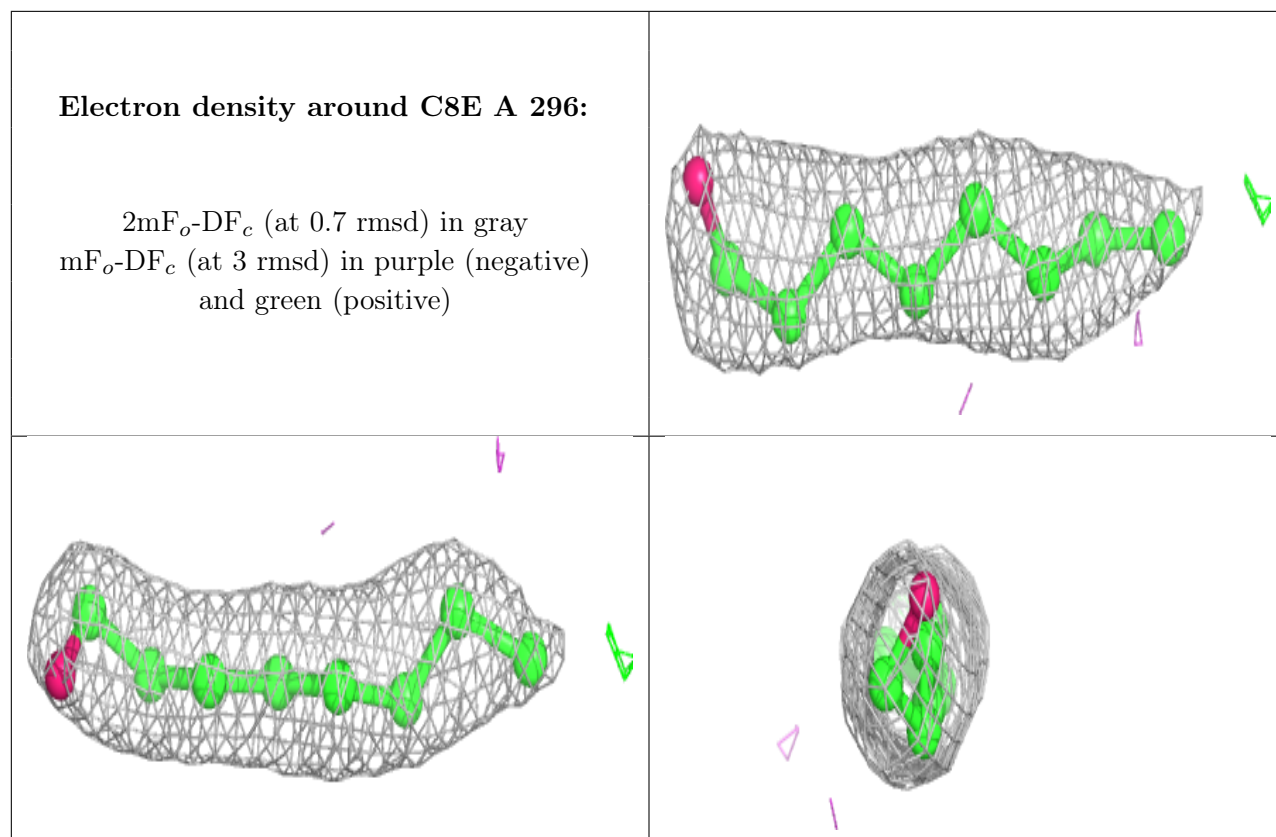 Electron density around C8E A 296:
2mFo-DFc (at 0.7 rmsd) in gray
mFo-DFc (at 3 rmsd) in purple (negative)
and green (positive)